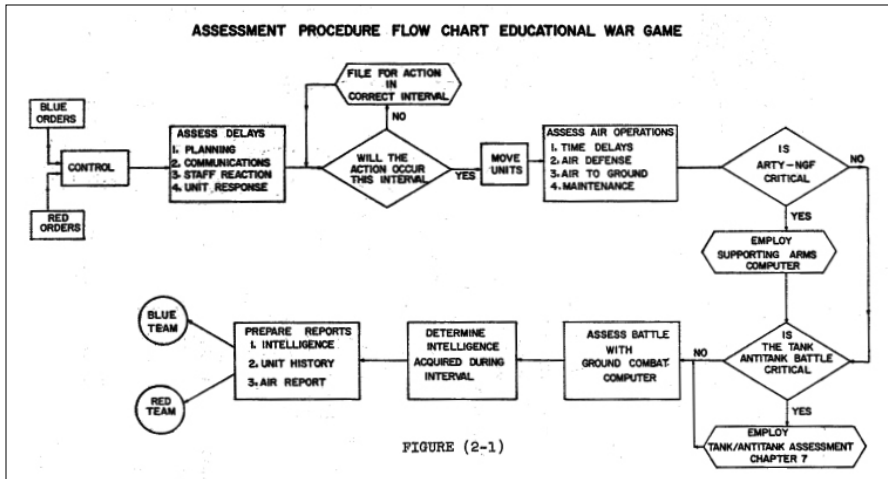 ASSESSMENT PROCEDURE FLOW CHART EDUCATIONAL WAR GAME
BLUE
ORDERS
RED
ORDERS
CONTROL
ASSESS DELAYS
1. PLANNING
2. COMMUNICATIONS
3. STAFF REACTION
4. UNIT RESPONSE
FILE FOR ACTION
IN
CORRECT INTERVAL
NO
WILL THE
ACTION OCCUR
THIS INTERVAL
YES
MOVE
UNITS
ASSESS AIR OPERATIONS
1. TIME DELAYS
2. AIR DEFENSE
3. AIR TO GROUND
4. MAINTENANCE
IS
ARTY-NGF
CRITICAL
NO
YES
EMPLOY
SUPPORTING ARMS
COMPUTER
IS
THE TANK
ANTITANK BATTLE
CRITICAL
NO
YES
EMPLOY
TANK/ANTITANK ASSESSMENT
CHAPTER 7
ASSESS BATTLE
WITH
GROUND COMBAT
COMPUTER
DETERMINE
INTELLIGENCE
ACQUIRED DURING
INTERVAL
PREPARE REPORTS
1. INTELLIGENCE
2. UNIT HISTORY
3. AIR REPORT
BLUE
TEAM
RED
TEAM
FIGURE (2-1)